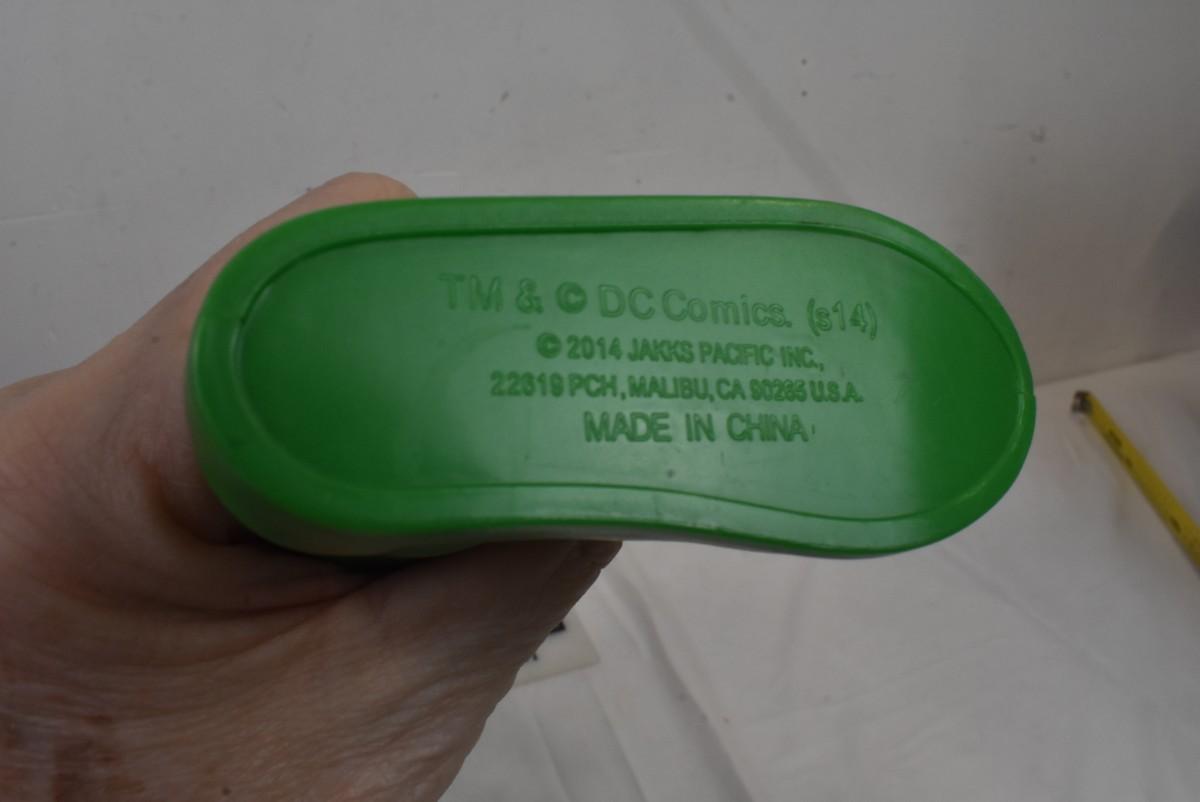 TM & © DC Comics. (s14)
© 2014 JAKKS PACIFIC INC.,
22619 PCH, MALIBU, CA 90265 U.S.A.
MADE IN CHINA